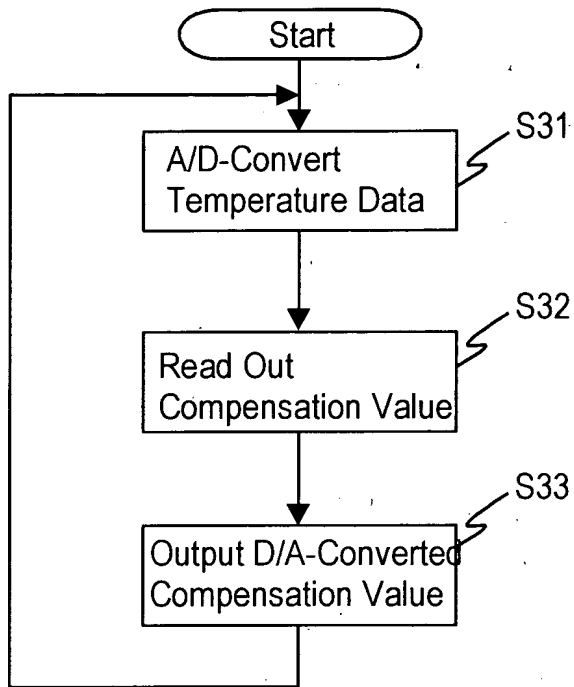 Start
S31
A/D-Convert
Temperature Data
S32
Read Out
Compensation Value
S33
Output D/A-Converted
Compensation Value